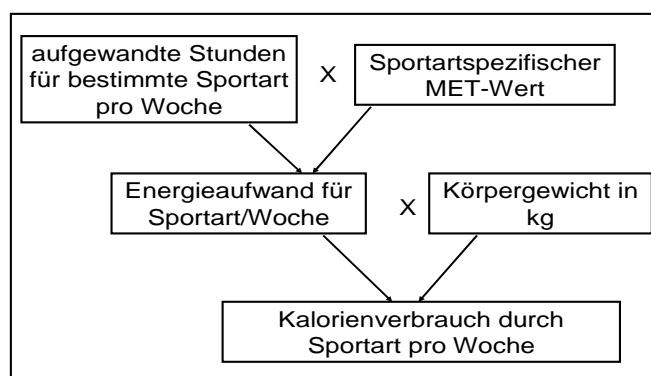 aufgewandte Stunden
für bestimmte Sportart
pro Woche
X
Sportartspezifischer
MET-Wert
Energieaufwand für
Sportart/Woche
X
Körpergewicht in
kg
Kalorienverbrauch durch
Sportart pro Woche